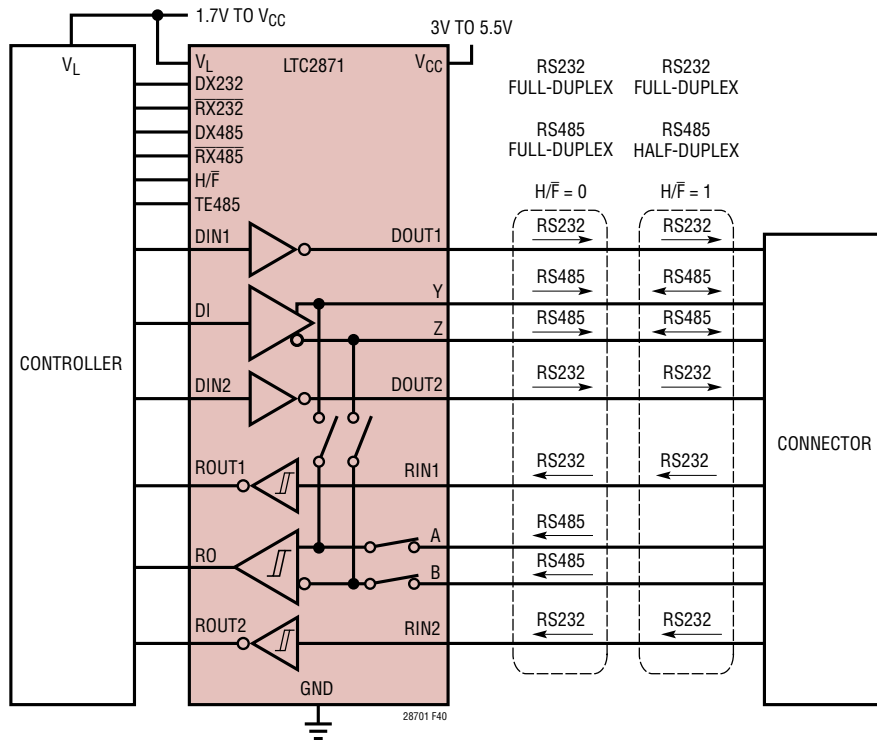 1.7V TO VCC
3V TO 5.5V
VL
VL
LTC2871
VCC
DX232
RX232
DX485
RX485
H/F
TE485
RS232
FULL-DUPLEX
RS232
FULL-DUPLEX
RS485
FULL-DUPLEX
RS485
HALF-DUPLEX
H/F̅ = 0
H/F̅ = 1
DIN1
DOUT1
RS232
RS232
DI
Y
RS485
RS485
Z
RS485
RS485
CONTROLLER
DIN2
DOUT2
RS232
RS232
CONNECTOR
ROUT1
RIN1
RS232
RS232
RO
A
RS485
B
RS485
ROUT2
RIN2
RS232
RS232
GND
28701 F40